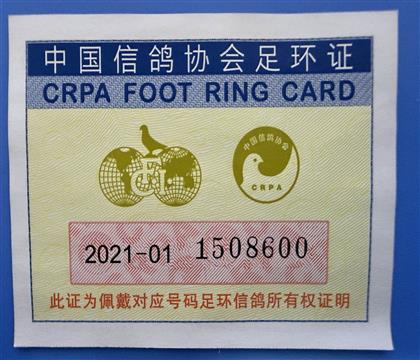 中国信鸽协会足环证
CRPA FOOT RING CARD
FCI
中国信鸽协会
CRPA
2021-01 1508600
此证为佩戴对应号码足环信鸽所有权证明